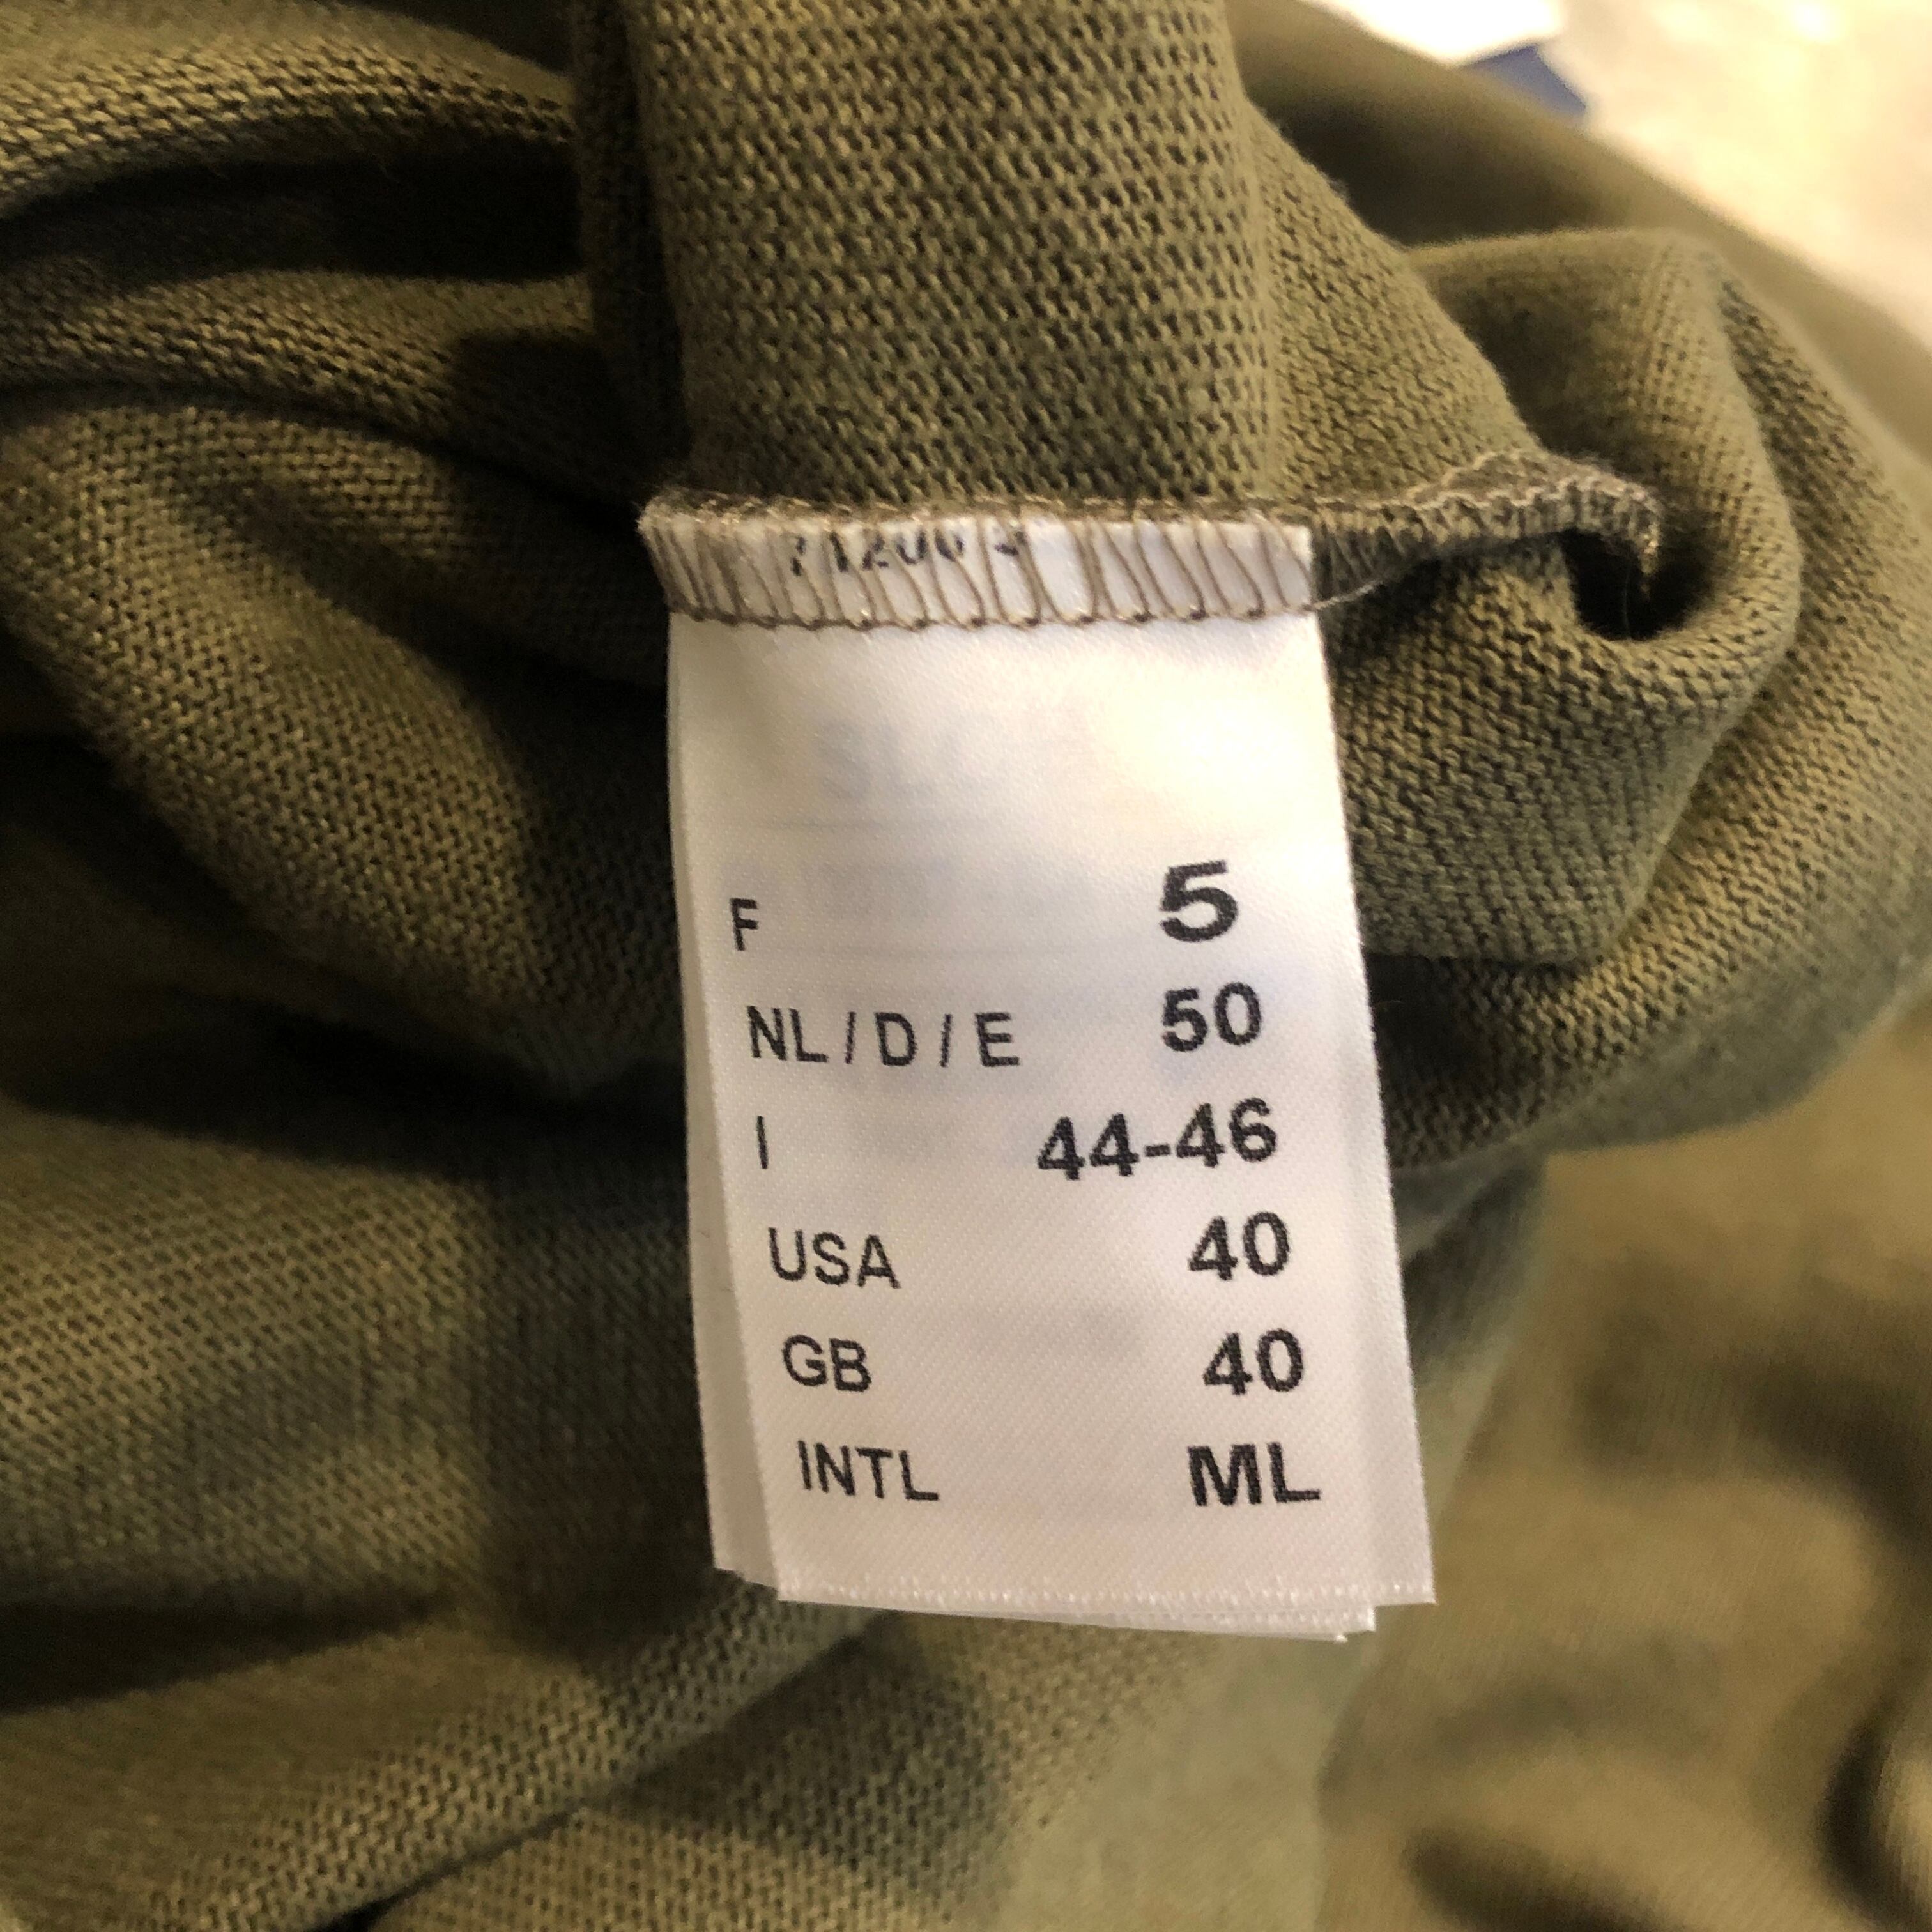 F 5
NL / D / E 50
I 44-46
USA 40
GB 40
INTL ML